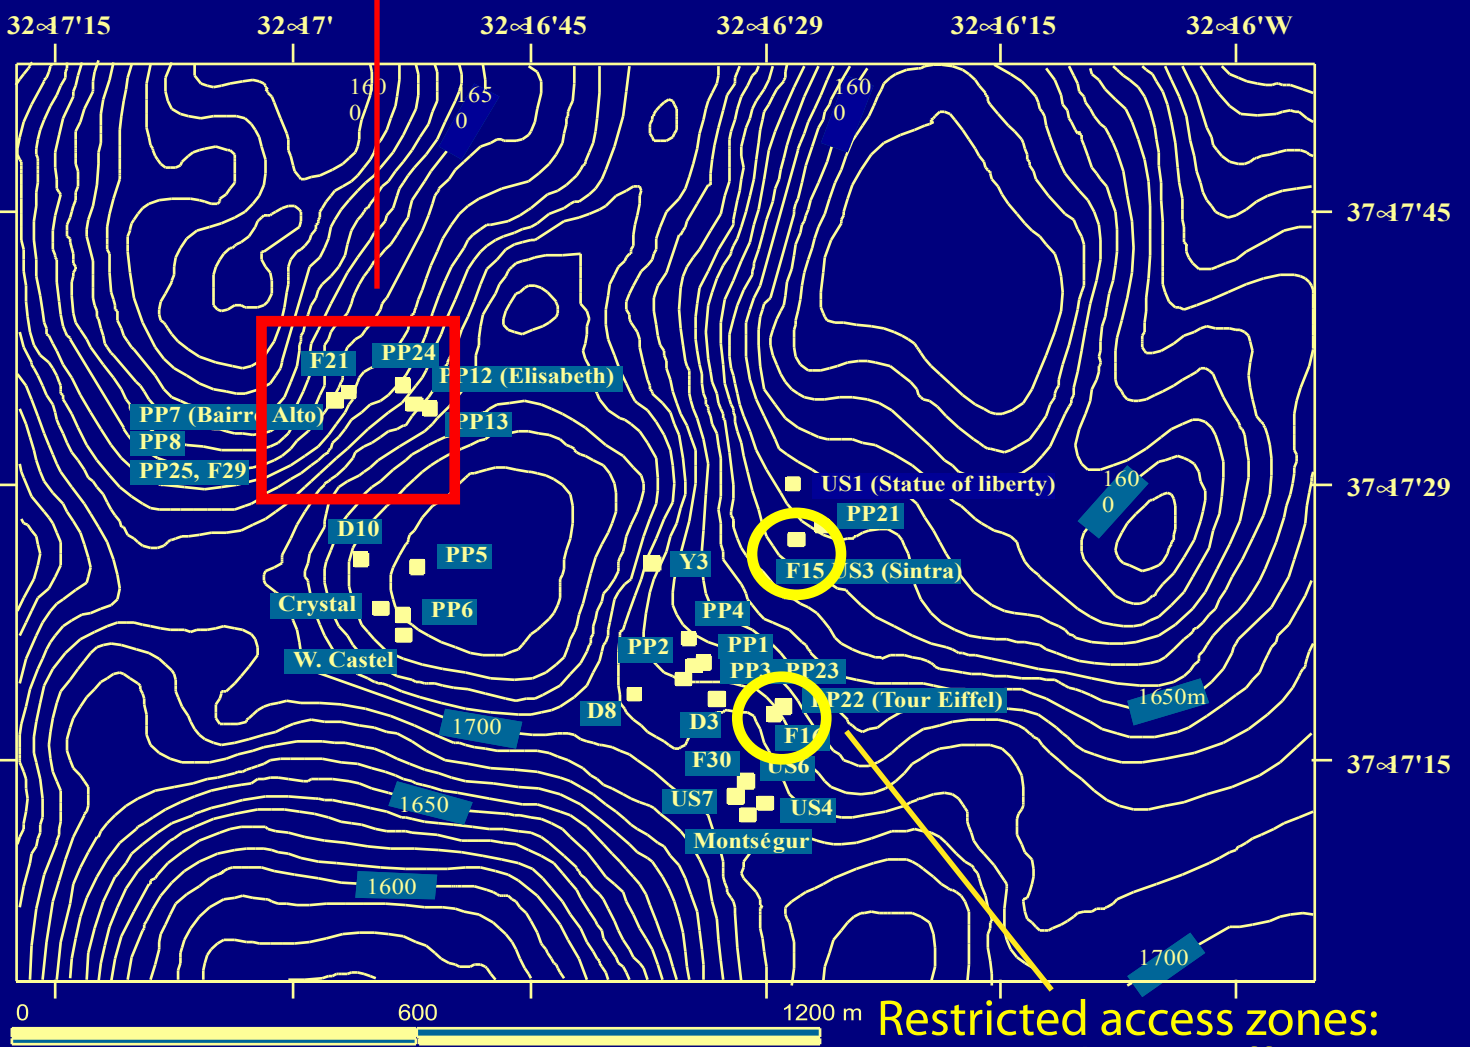 32∞17'15
32∞17'
32∞16'45
32∞16'29
32∞16'15
32∞16'W
160
0
165
0
160
0
37∞17'45
F21
PP24
PP12 (Elisabeth)
PP7 (Bairro Alto)
PP13
PP8
PP25, F29
US1 (Statue of liberty)
160
0
37∞17'29
PP21
D10
PP5
Y3
F15 US3 (Sintra)
Crystal
PP6
PP4
PP2
PP1
W. Castel
PP3
PP23
PP22 (Tour Eiffel)
1650m
D8
D3
1700
F16
F30
US6
37∞17'15
1650
US7
US4
Montségur
1600
1700
0
600
1200 m
Restricted access zones: